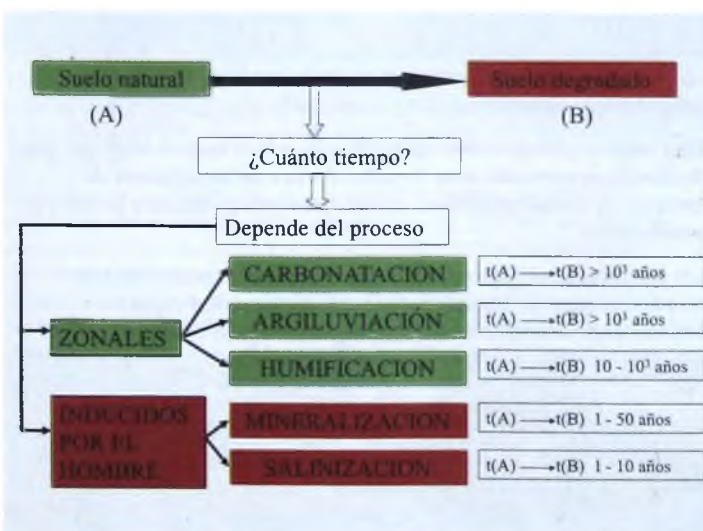 Suelo natural
Suelo degradado
(A)
(B)
¿Cuánto tiempo?
Depende del proceso
CARBONATACION
t(A) → t(B) > 10³ años
ARGILUVIACIÓN
t(A) → t(B) > 10³ años
ZONALES
HUMIFICACION
t(A) → t(B) 10 - 10³ años
INDUCIDOS
POR EL
HOMBRE
MINERALIZACION
t(A) → t(B) 1 - 50 años
SALINIZACION
t(A) → t(B) 1 - 10 años